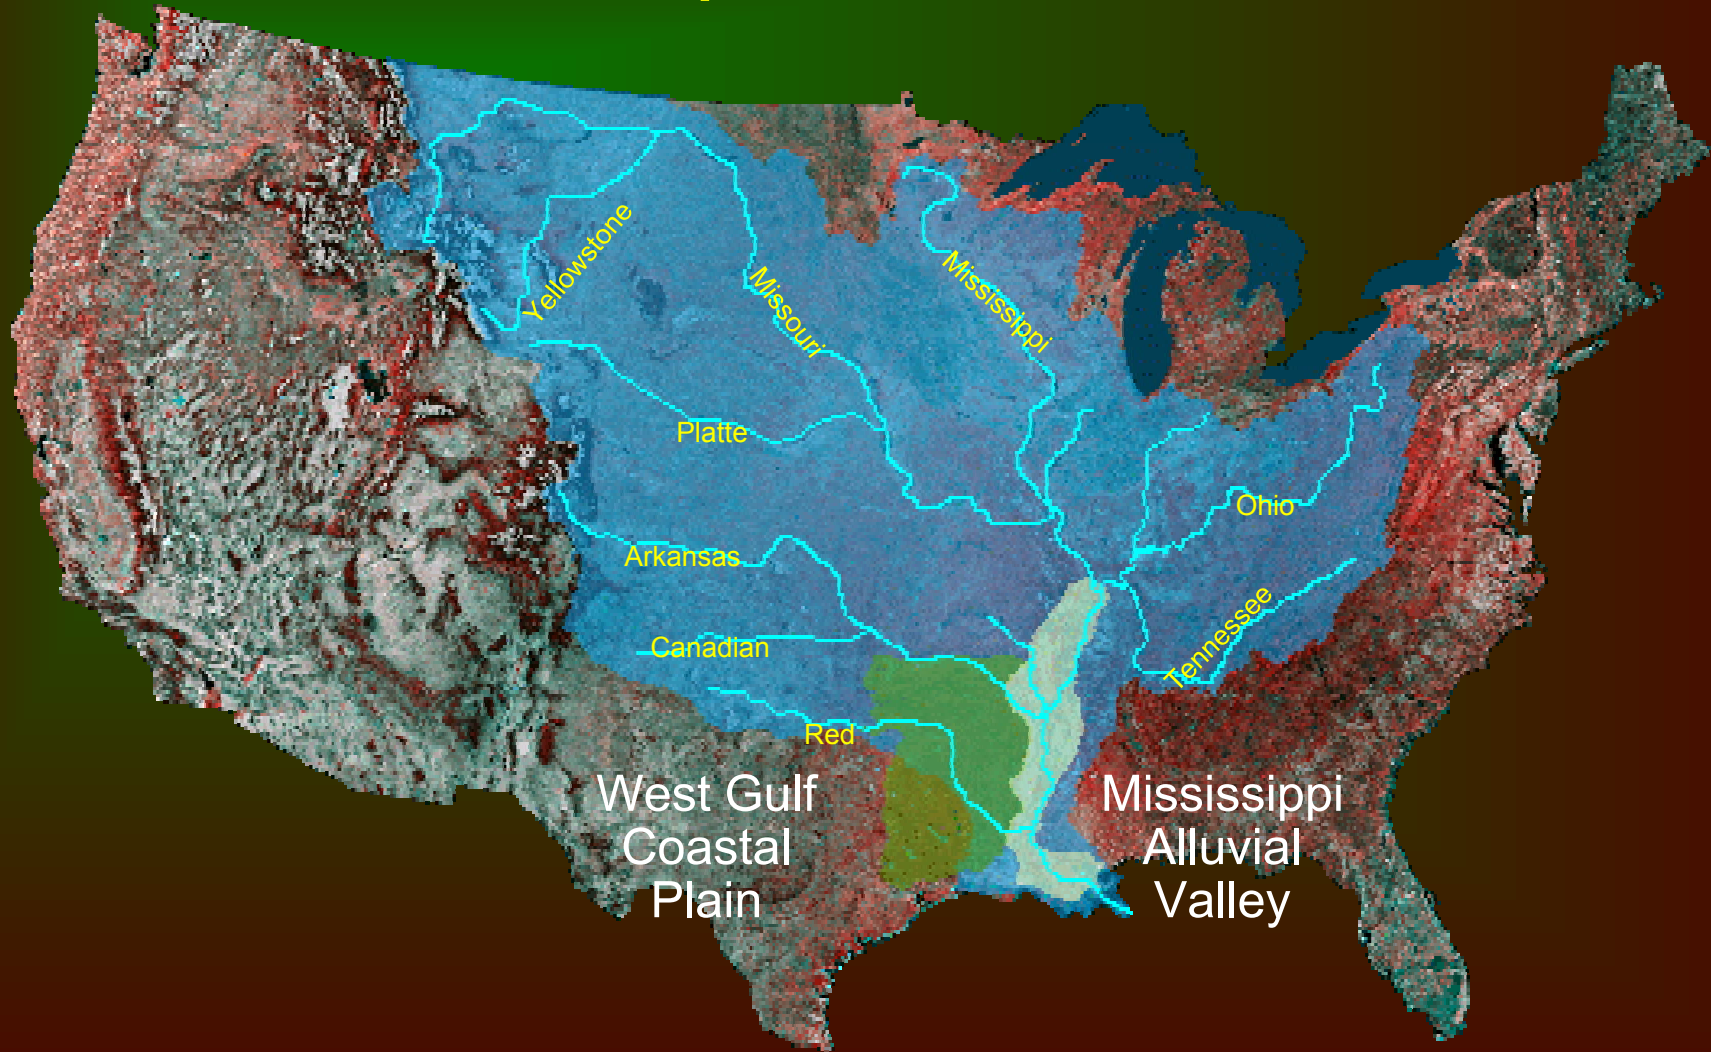 Yellowstone
Missouri
Mississippi
Platte
Ohio
Arkansas
Tennessee
Canadian
Red
West Gulf
Coastal
Plain
Mississippi
Alluvial
Valley